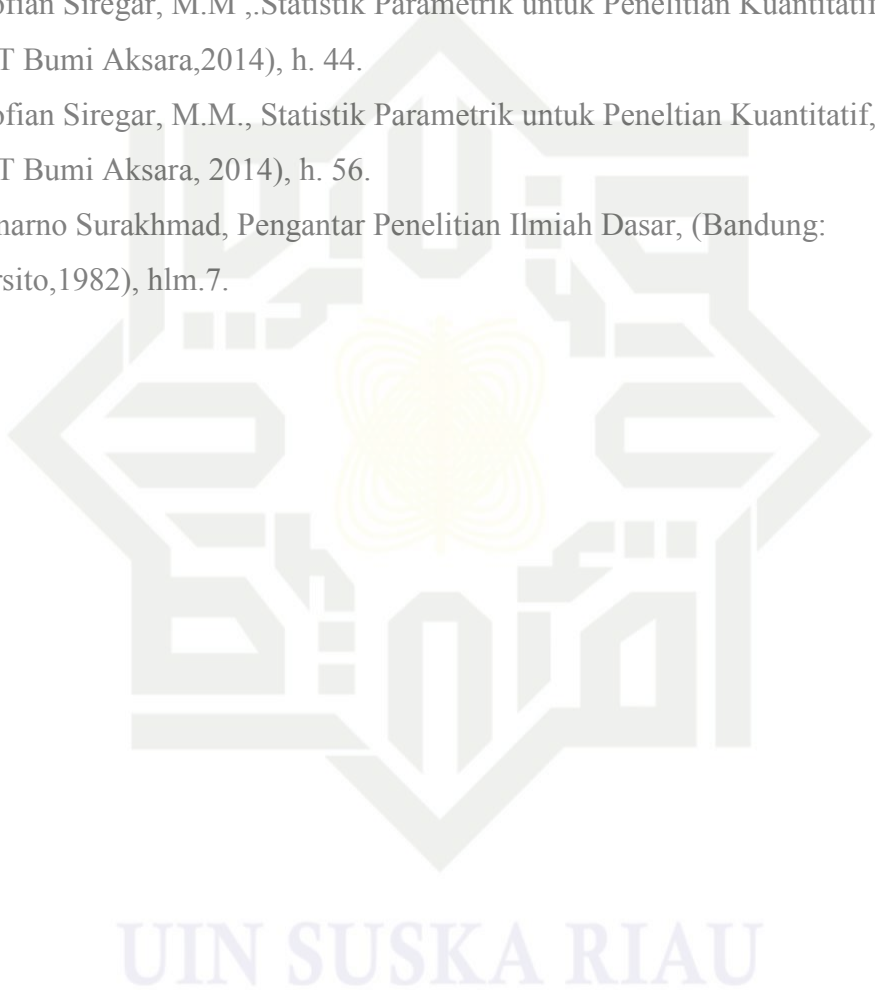 ofian Siregar, M.M ,.Statistik Parametrik untuk Penelitian Kuantitatif
T Bumi Aksara,2014), h. 44.
ofian Siregar, M.M., Statistik Parametrik untuk Peneltian Kuantitatif,
T Bumi Aksara, 2014), h. 56.
narno Surakhmad, Pengantar Penelitian Ilmiah Dasar, (Bandung:
rsito,1982), hlm.7.
UIN SUSKA RIAU